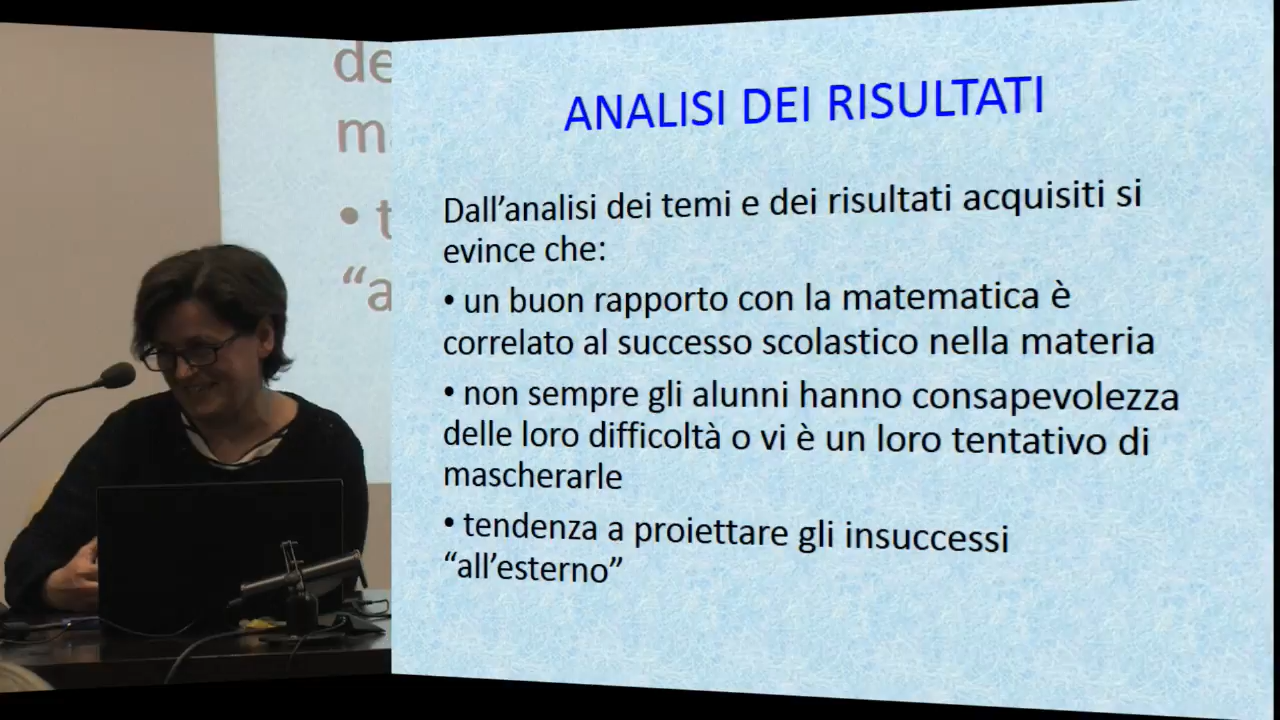 de
m
• t
“a
ANALISI DEI RISULTATI
Dall’analisi dei temi e dei risultati acquisiti si
evince che:
• un buon rapporto con la matematica è
correlato al successo scolastico nella materia
• non sempre gli alunni hanno consapevolezza
delle loro difficoltà o vi è un loro tentativo di
mascherarle
• tendenza a proiettare gli insuccessi
“all’esterno”